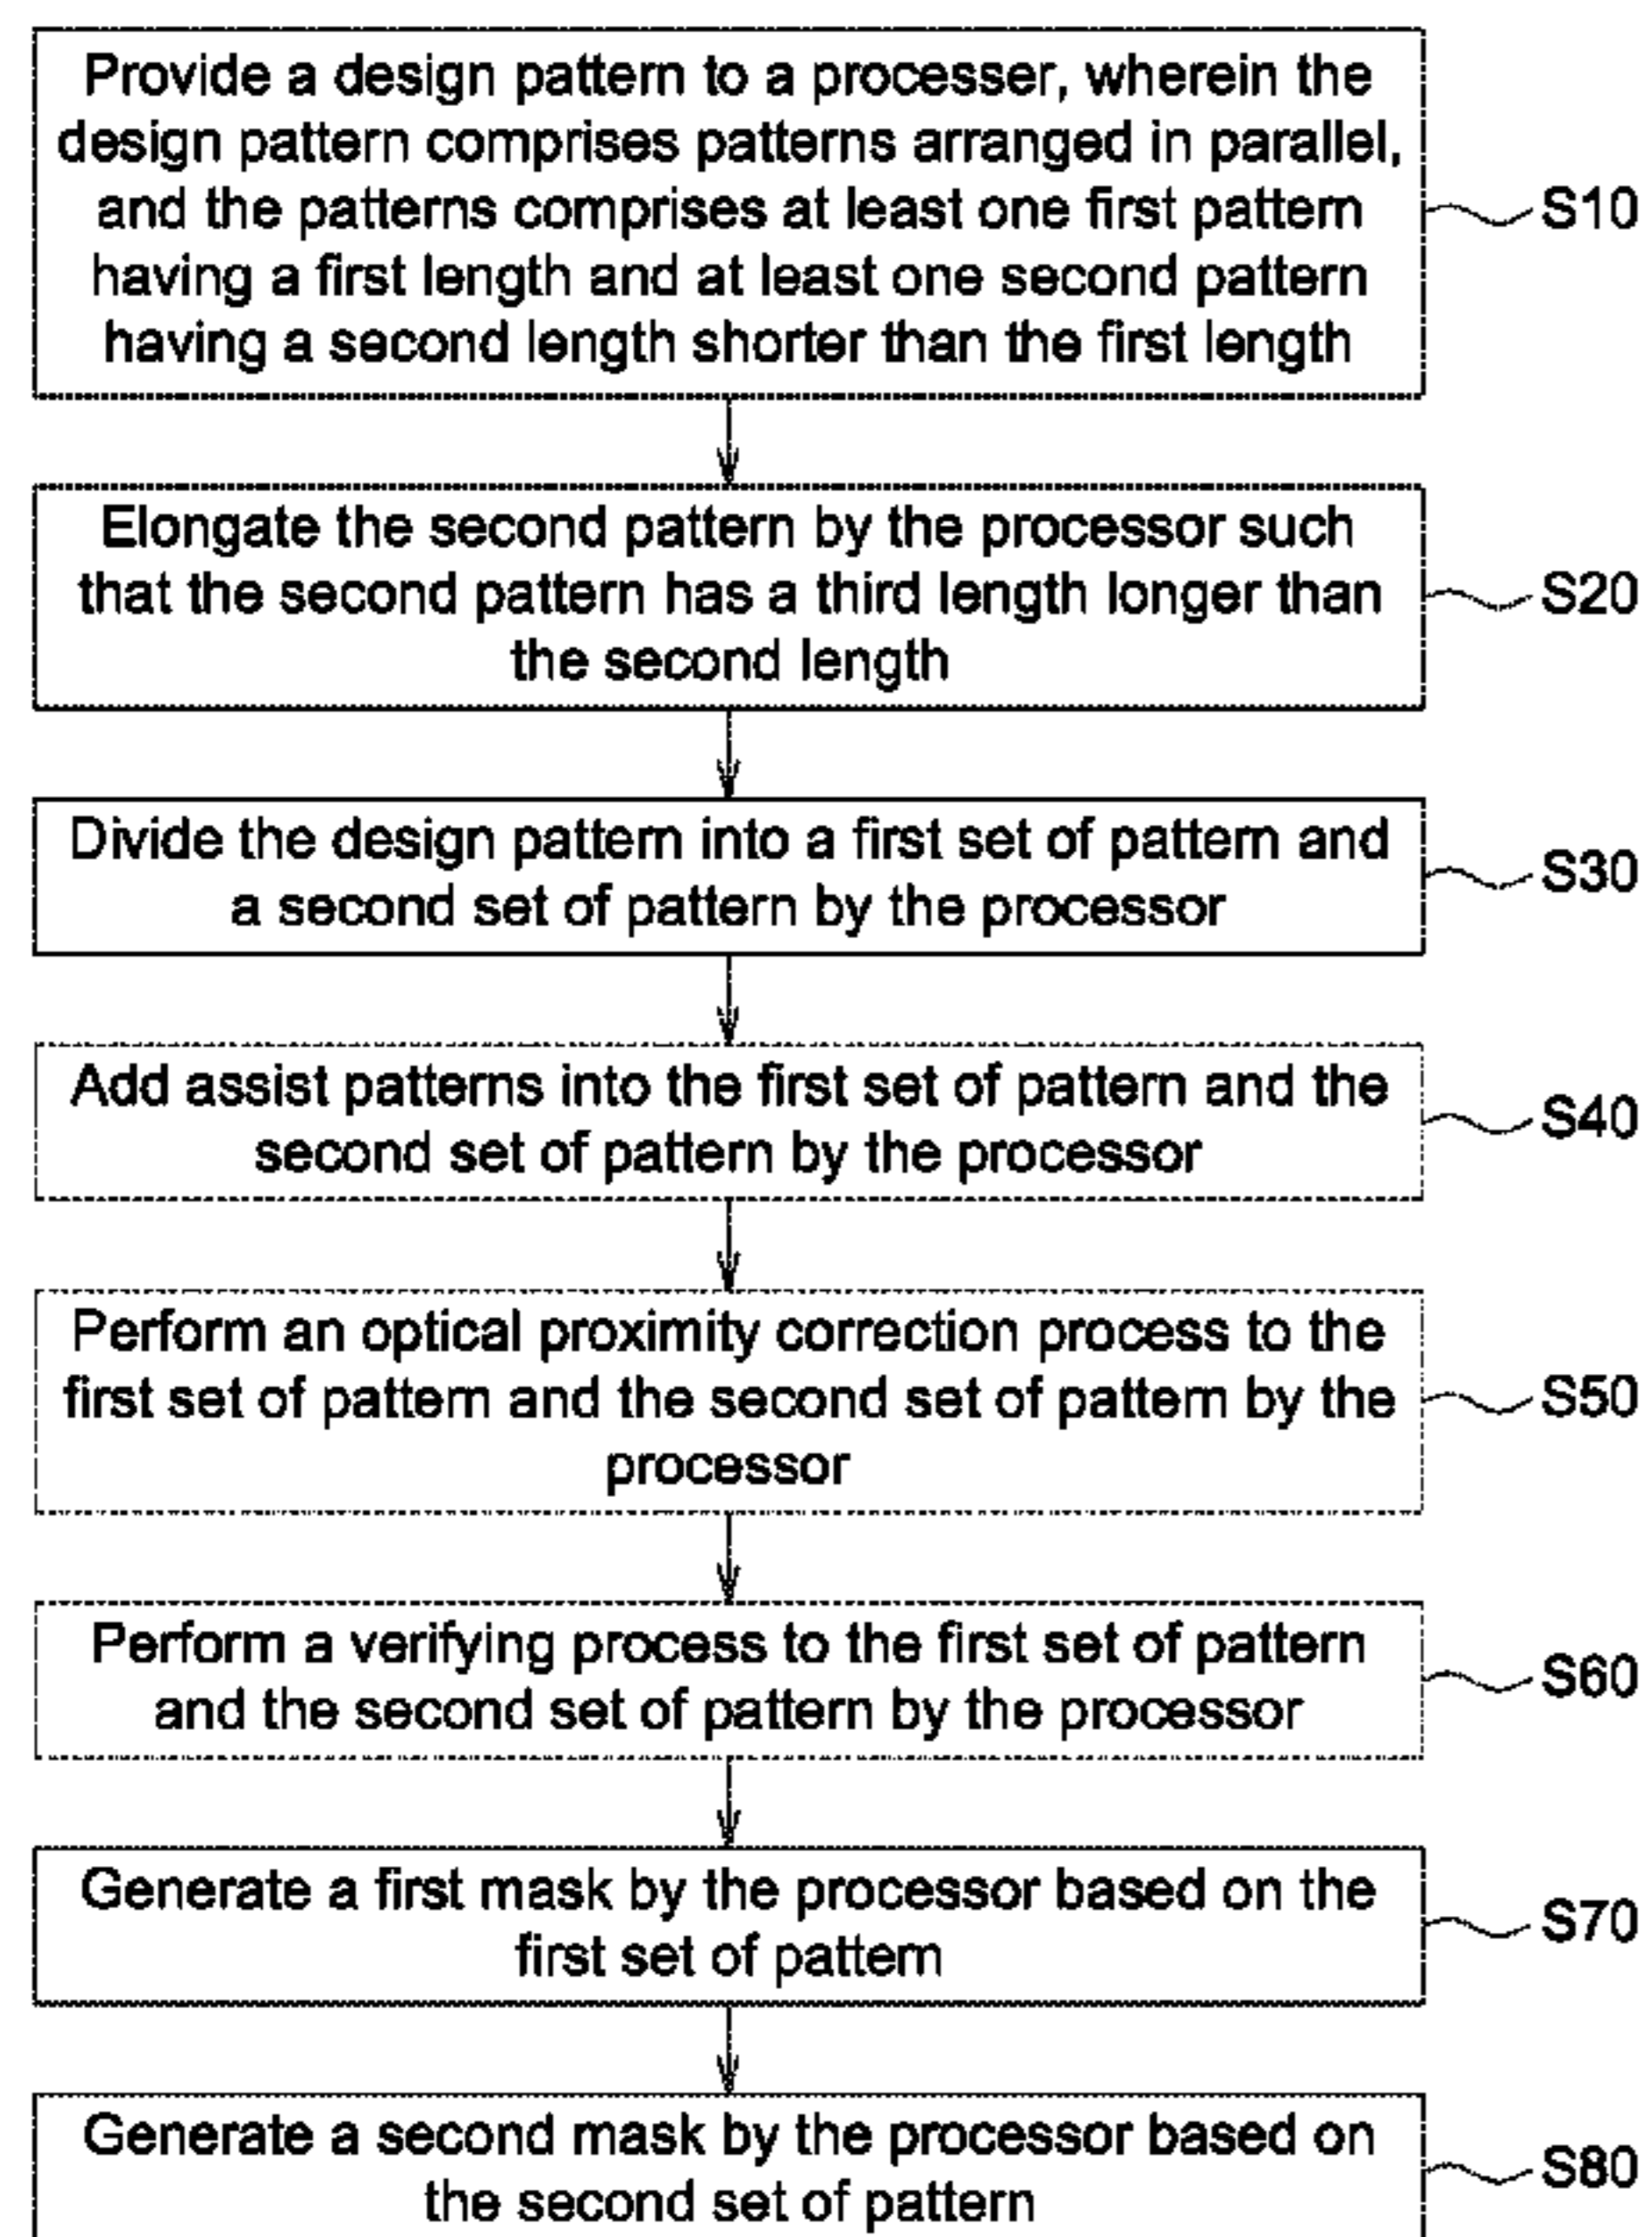 Provide a design pattern to a processer, wherein the
design pattern comprises patterns arranged in parallel,
and the patterns comprises at least one first pattern
having a first length and at least one second pattern
having a second length shorter than the first length
S10
Elongate the second pattern by the processor such
that the second pattern has a third length longer than
the second length
S20
Divide the design pattern into a first set of pattern and
a second set of pattern by the processor
S30
Add assist patterns into the first set of pattern and the
second set of pattern by the processor
S40
Perform an optical proximity correction process to the
first set of pattern and the second set of pattern by the
processor
S50
Perform a verifying process to the first set of pattern
and the second set of pattern by the processor
S60
Generate a first mask by the processor based on the
first set of pattern
S70
Generate a second mask by the processor based on
the second set of pattern
S80